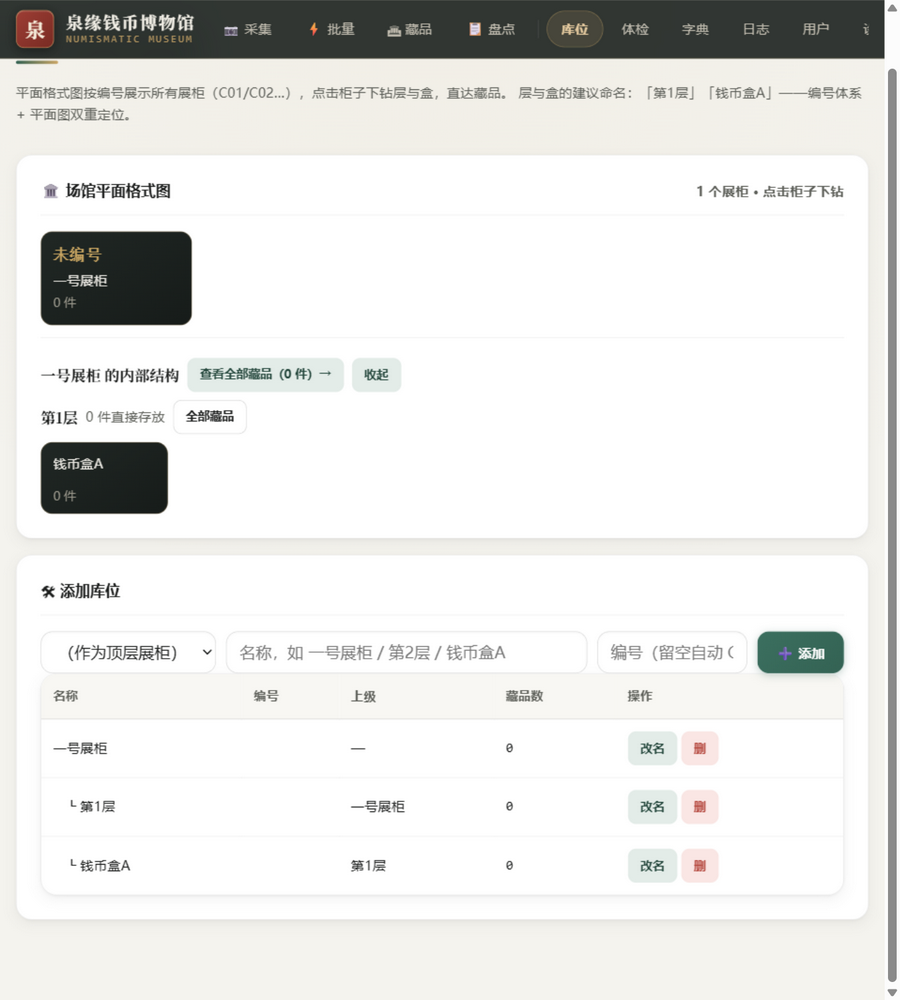 泉 泉缘钱币博物馆
NUMISMATIC MUSEUM
采集 批量 藏品 盘点 库位 体检 字典 日志 用户
平面格式图按编号展示所有展柜（C01/C02…），点击柜子下钻层与盒，直达藏品。 层与盒的建议命名：「第1层」「钱币盒A」——编号体系
+ 平面图双重定位。
场馆平面格式图 1 个展柜 • 点击柜子下钻
未编号
一号展柜
0 件
一号展柜 的内部结构 查看全部藏品（0 件）→ 收起
第1层 0 件直接存放 全部藏品
钱币盒A
0 件
添加库位
（作为顶层展柜） 名称，如 一号展柜 / 第2层 / 钱币盒A 编号（留空自动 添加
名称 编号 上级 藏品数 操作
一号展柜 — 0 改名 删
└ 第1层 一号展柜 0 改名 删
└ 钱币盒A 第1层 0 改名 删